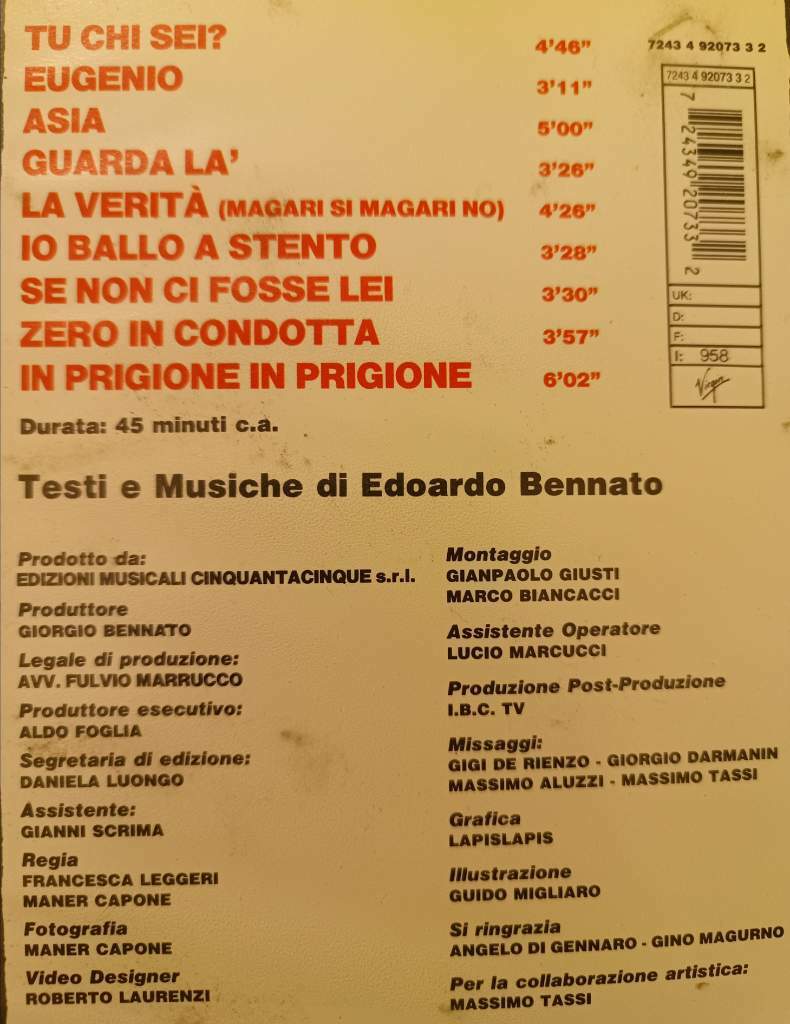 TU CHI SEI? 4'46"
EUGENIO 3'11"
ASIA 5'00"
GUARDA LA' 3'26"
LA VERITÀ (MAGARI SI MAGARI NO) 4'26"
IO BALLO A STENTO 3'28"
SE NON CI FOSSE LEI 3'30"
ZERO IN CONDOTTA 3'57"
IN PRIGIONE IN PRIGIONE 6'02"
Durata: 45 minuti c.a.
7243 4 92073 3 2
7243 4 92073 3 2
7 24349 20733 2
UK:
D:
F:
I: 958
Virgin
Testi e Musiche di Edoardo Bennato
Prodotto da:
EDIZIONI MUSICALI CINQUANTACINQUE s.r.l.
Produttore
GIORGIO BENNATO
Legale di produzione:
AVV. FULVIO MARRUCCO
Produttore esecutivo:
ALDO FOGLIA
Segretaria di edizione:
DANIELA LUONGO
Assistente:
GIANNI SCRIMA
Regia
FRANCESCA LEGGERI
MANER CAPONE
Fotografia
MANER CAPONE
Video Designer
ROBERTO LAURENZI
Montaggio
GIANPAOLO GIUSTI
MARCO BIANCACCI
Assistente Operatore
LUCIO MARCUCCI
Produzione Post-Produzione
I.B.C. TV
Missaggi:
GIGI DE RIENZO - GIORGIO DARMANIN
MASSIMO ALUZZI - MASSIMO TASSI
Grafica
LAPISLAPIS
Illustrazione
GUIDO MIGLIARO
Si ringrazia
ANGELO DI GENNARO - GINO MAGURNO
Per la collaborazione artistica:
MASSIMO TASSI